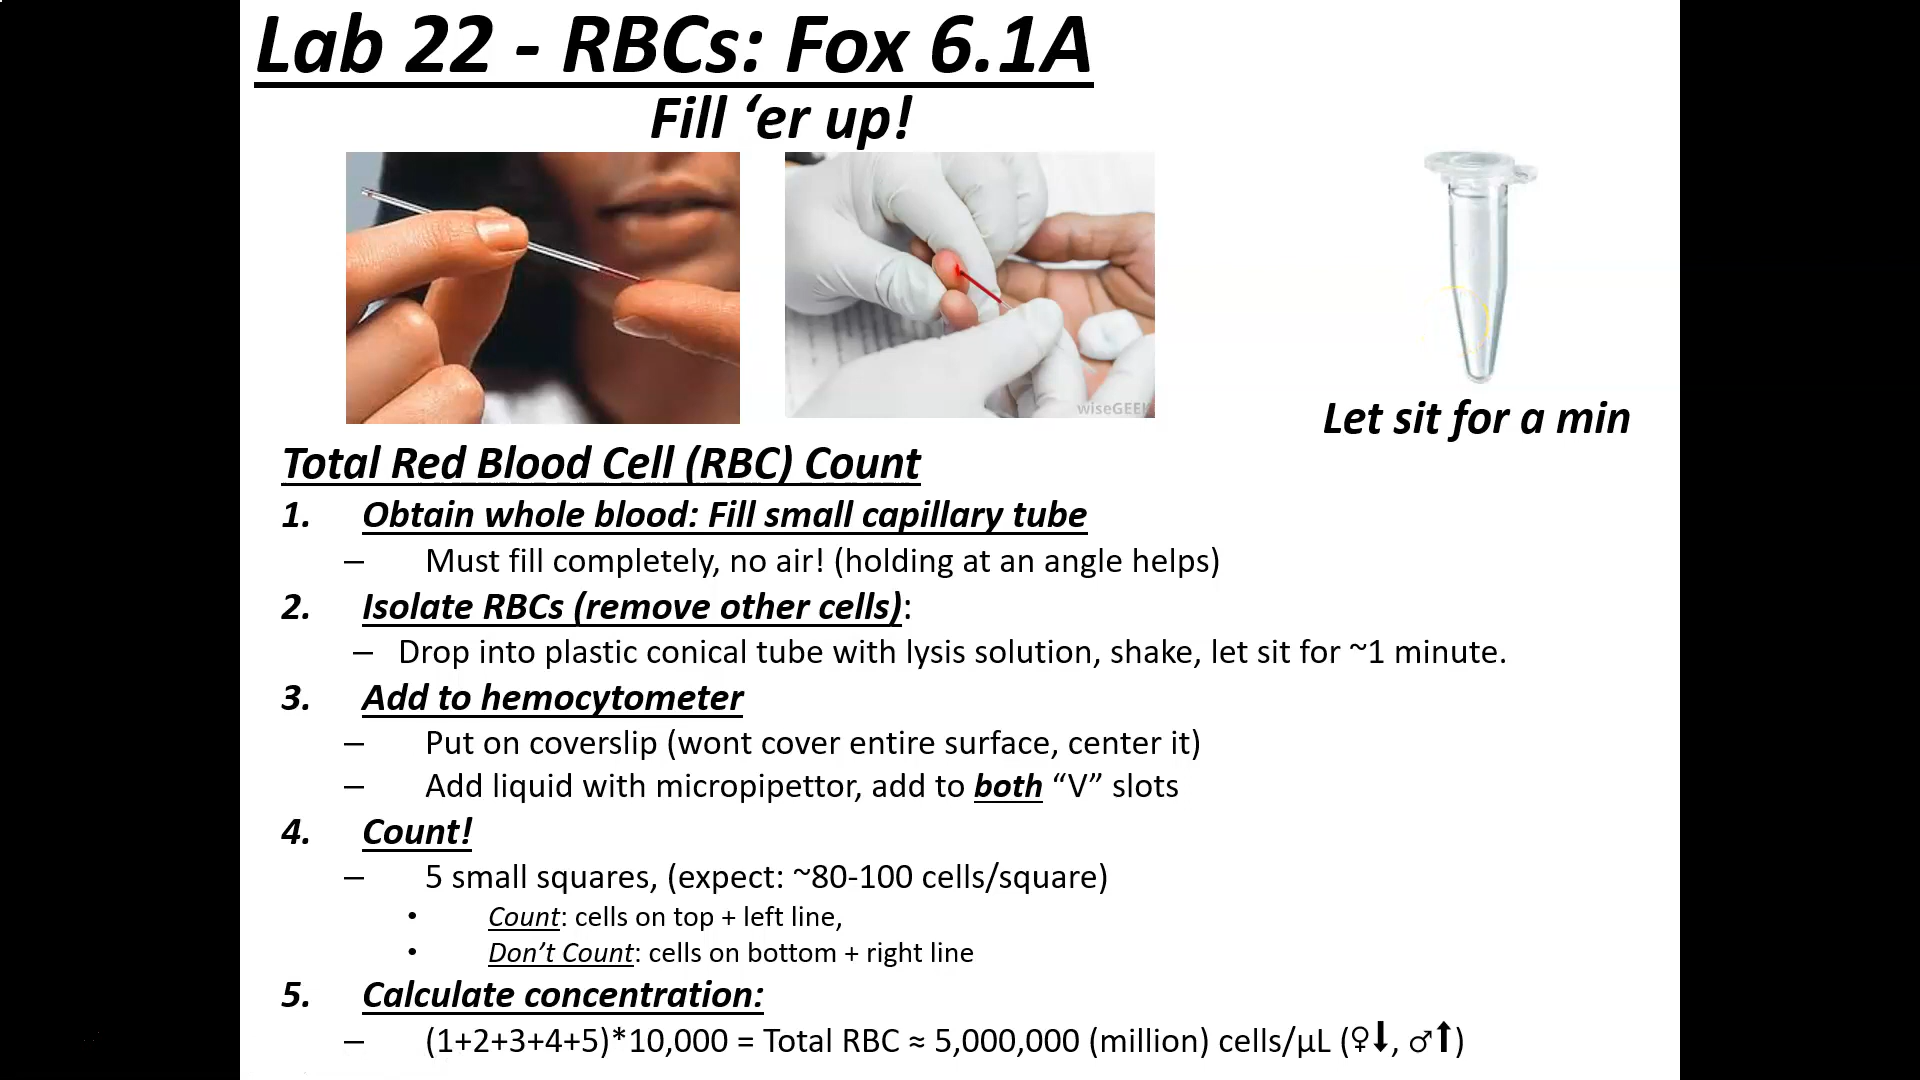 Lab 22 - RBCs: Fox 6.1A
Fill ‘er up!
wiseGEEK
Let sit for a min
Total Red Blood Cell (RBC) Count
1. Obtain whole blood: Fill small capillary tube
– Must fill completely, no air! (holding at an angle helps)
2. Isolate RBCs (remove other cells):
– Drop into plastic conical tube with lysis solution, shake, let sit for ~1 minute.
3. Add to hemocytometer
– Put on coverslip (wont cover entire surface, center it)
– Add liquid with micropipettor, add to both “V” slots
4. Count!
– 5 small squares, (expect: ~80-100 cells/square)
• Count: cells on top + left line,
• Don’t Count: cells on bottom + right line
5. Calculate concentration:
– (1+2+3+4+5)*10,000 = Total RBC ≈ 5,000,000 (million) cells/µL (♀⬇, ♂⬆)